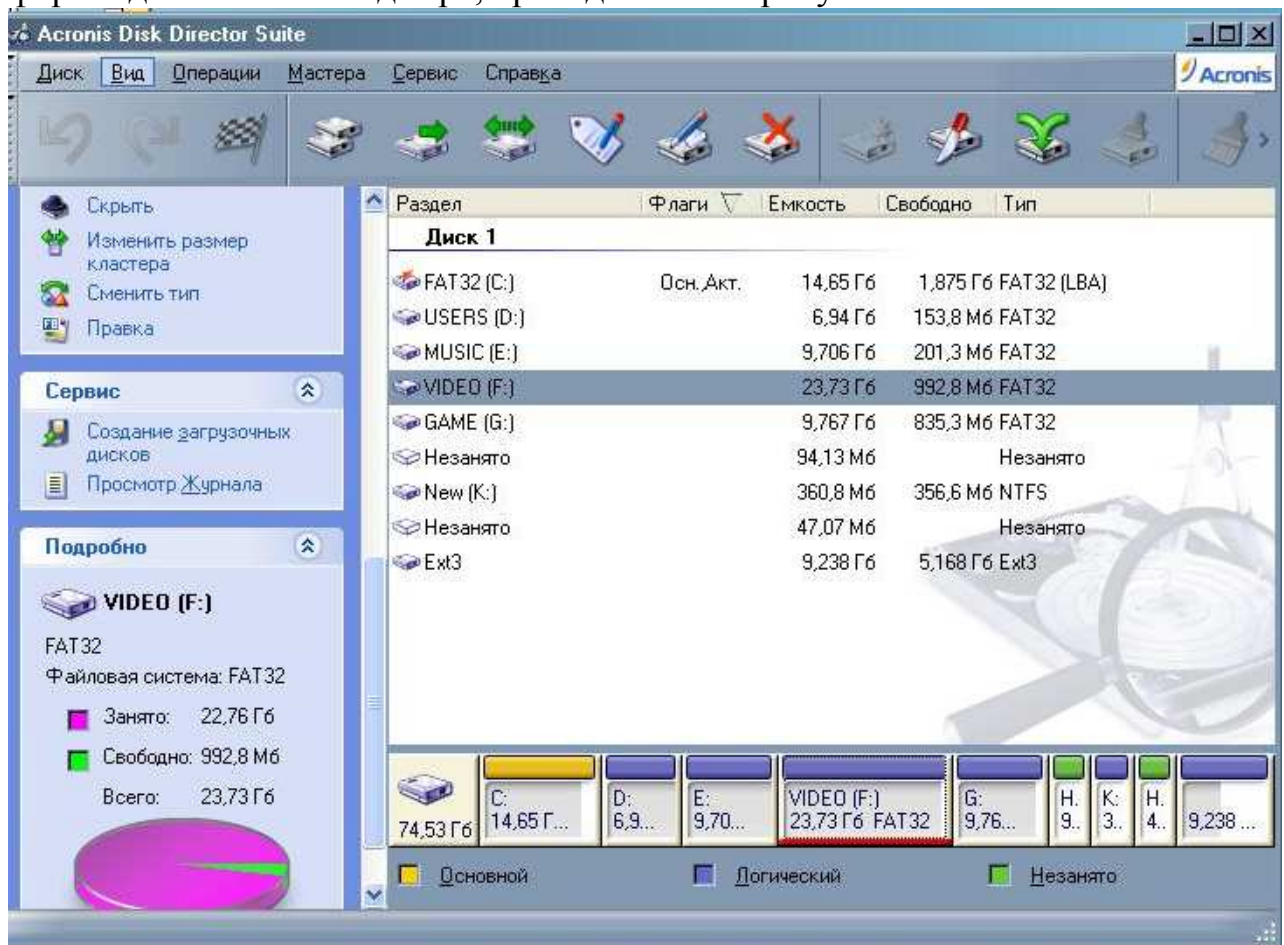 Acronis Disk Director Suite
Диск Вид Операции Мастера Сервис Справка
Acronis
Скрыть
Изменить размер
кластера
Сменить тип
Правка
Сервис
Создание загрузочных
дисков
Просмотр Журнала
Подробно
VIDEO (F:)
FAT32
Файловая система: FAT32
Занято: 22,76 Гб
Свободно: 992,8 Мб
Всего: 23,73 Гб
Раздел Флаги Емкость Свободно Тип
Диск 1
FAT32 (C:) Осн.,Акт. 14,65 Гб 1,875 Гб FAT32 (LBA)
USERS (D:) 6,94 Гб 153,8 Мб FAT32
MUSIC (E:) 9,706 Гб 201,3 Мб FAT32
VIDEO (F:) 23,73 Гб 992,8 Мб FAT32
GAME (G:) 9,767 Гб 835,3 Мб FAT32
Незанято 94,13 Мб Незанято
New (K:) 360,8 Мб 356,6 Мб NTFS
Незанято 47,07 Мб Незанято
Ext3 9,238 Гб 5,168 Гб Ext3
74,53 Гб
C:
14,65 Г...
D:
6,9...
E:
9,70...
VIDEO (F:)
23,73 Гб FAT32
G:
9,76...
Н.
9..
K:
3..
Н.
4..
9,238 ...
Основной Логический Незанято